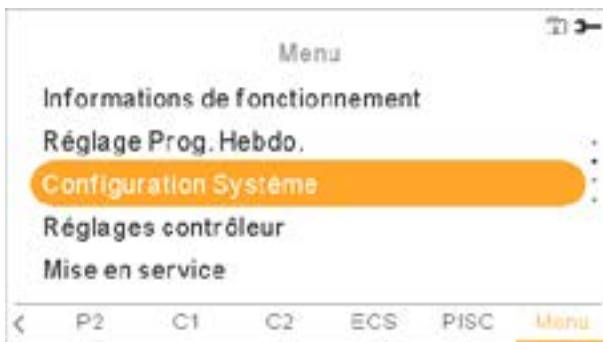 Menu
Informations de fonctionnement
Réglage Prog. Hebdo.
Configuration Système
Réglages contrôleur
Mise en service
< P2 C1 C2 ECS PISC Menu